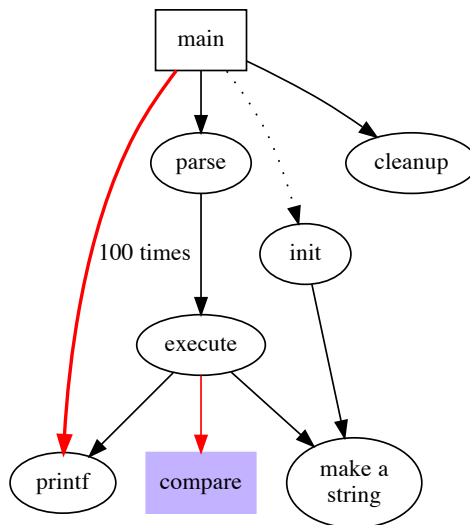 main
parse
cleanup
100 times
init
execute
printf
compare
make a
string